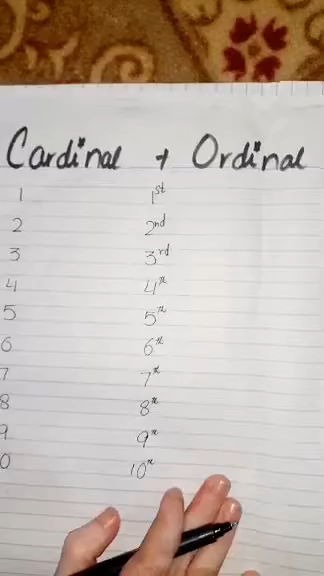 Cardinal + Ordinal
1 1st
2 2nd
3 3rd
4 4th
5 5th
6 6th
7 7th
8 8th
9 9th
0 10th